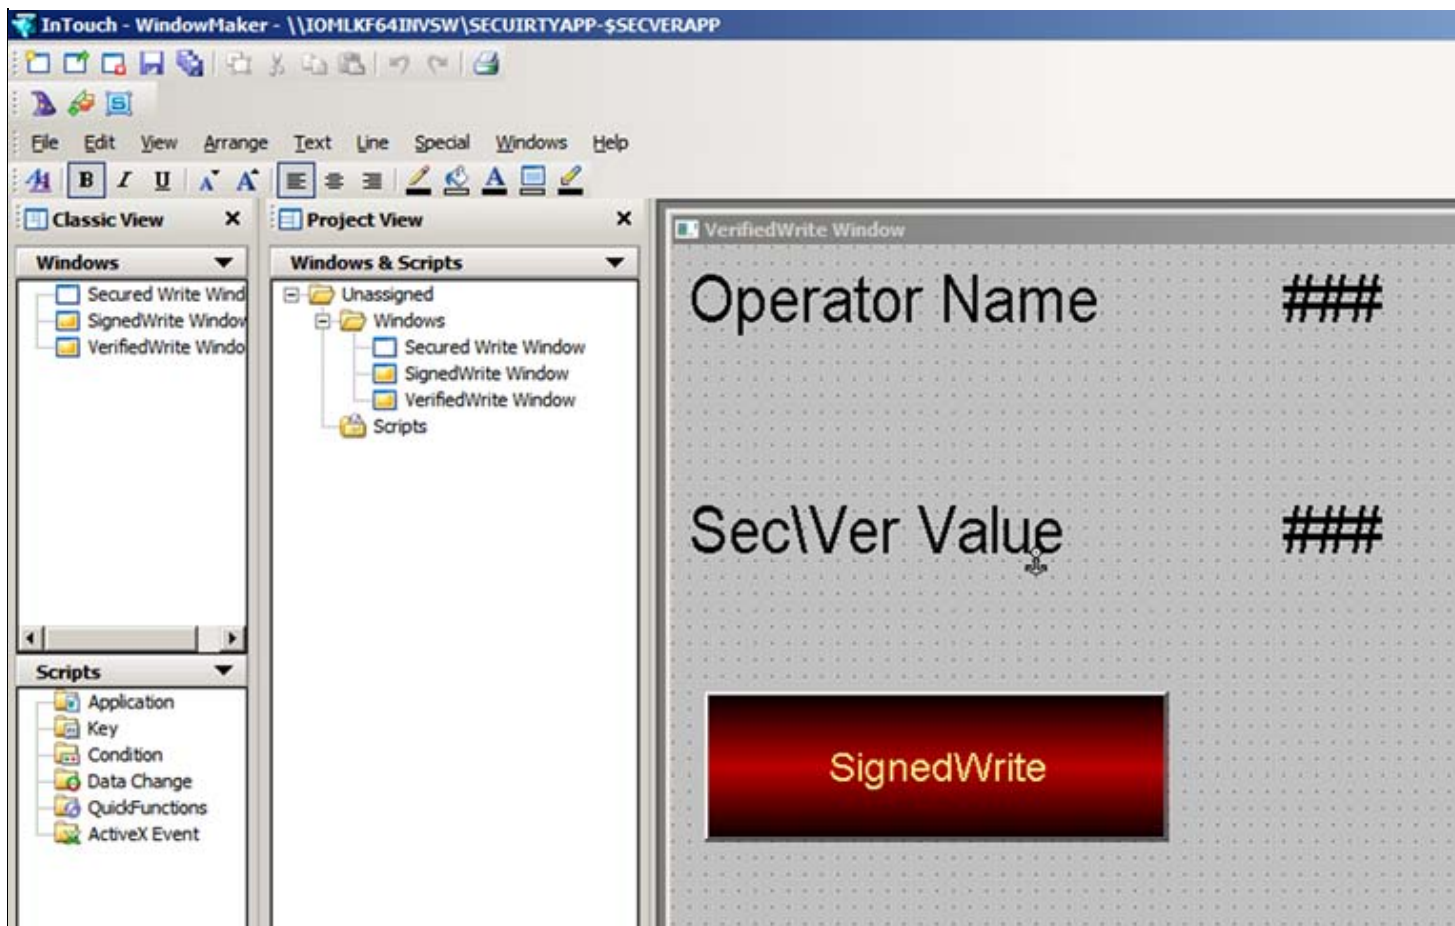 InTouch - WindowMaker - \\IOMLKF64INVSW\SECUIRTYAPP-$SECVERAPP
File Edit View Arrange Text Line Special Windows Help
B I U A A A
Classic View
Windows
Secured Write Wind
SignedWrite Window
VerifiedWrite Windo
Scripts
Application
Key
Condition
Data Change
QuickFunctions
ActiveX Event
Project View
Windows & Scripts
Unassigned
Windows
Secured Write Window
SignedWrite Window
VerifiedWrite Window
Scripts
VerifiedWrite Window
Operator Name ###
Sec\Ver Value ###
SignedWrite